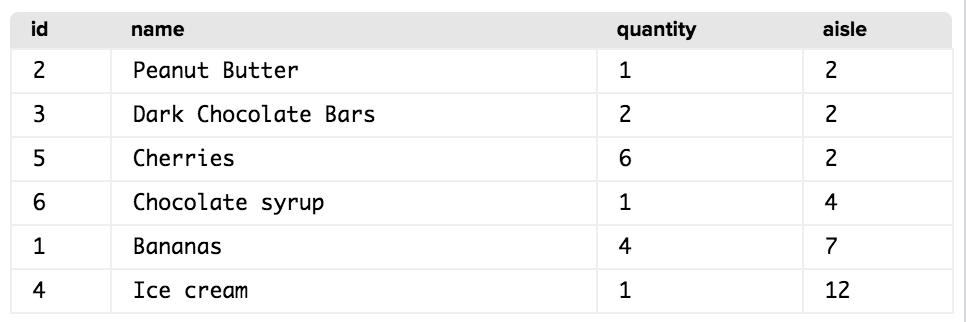 id name quantity aisle
2 Peanut Butter 1 2
3 Dark Chocolate Bars 2 2
5 Cherries 6 2
6 Chocolate syrup 1 4
1 Bananas 4 7
4 Ice cream 1 12